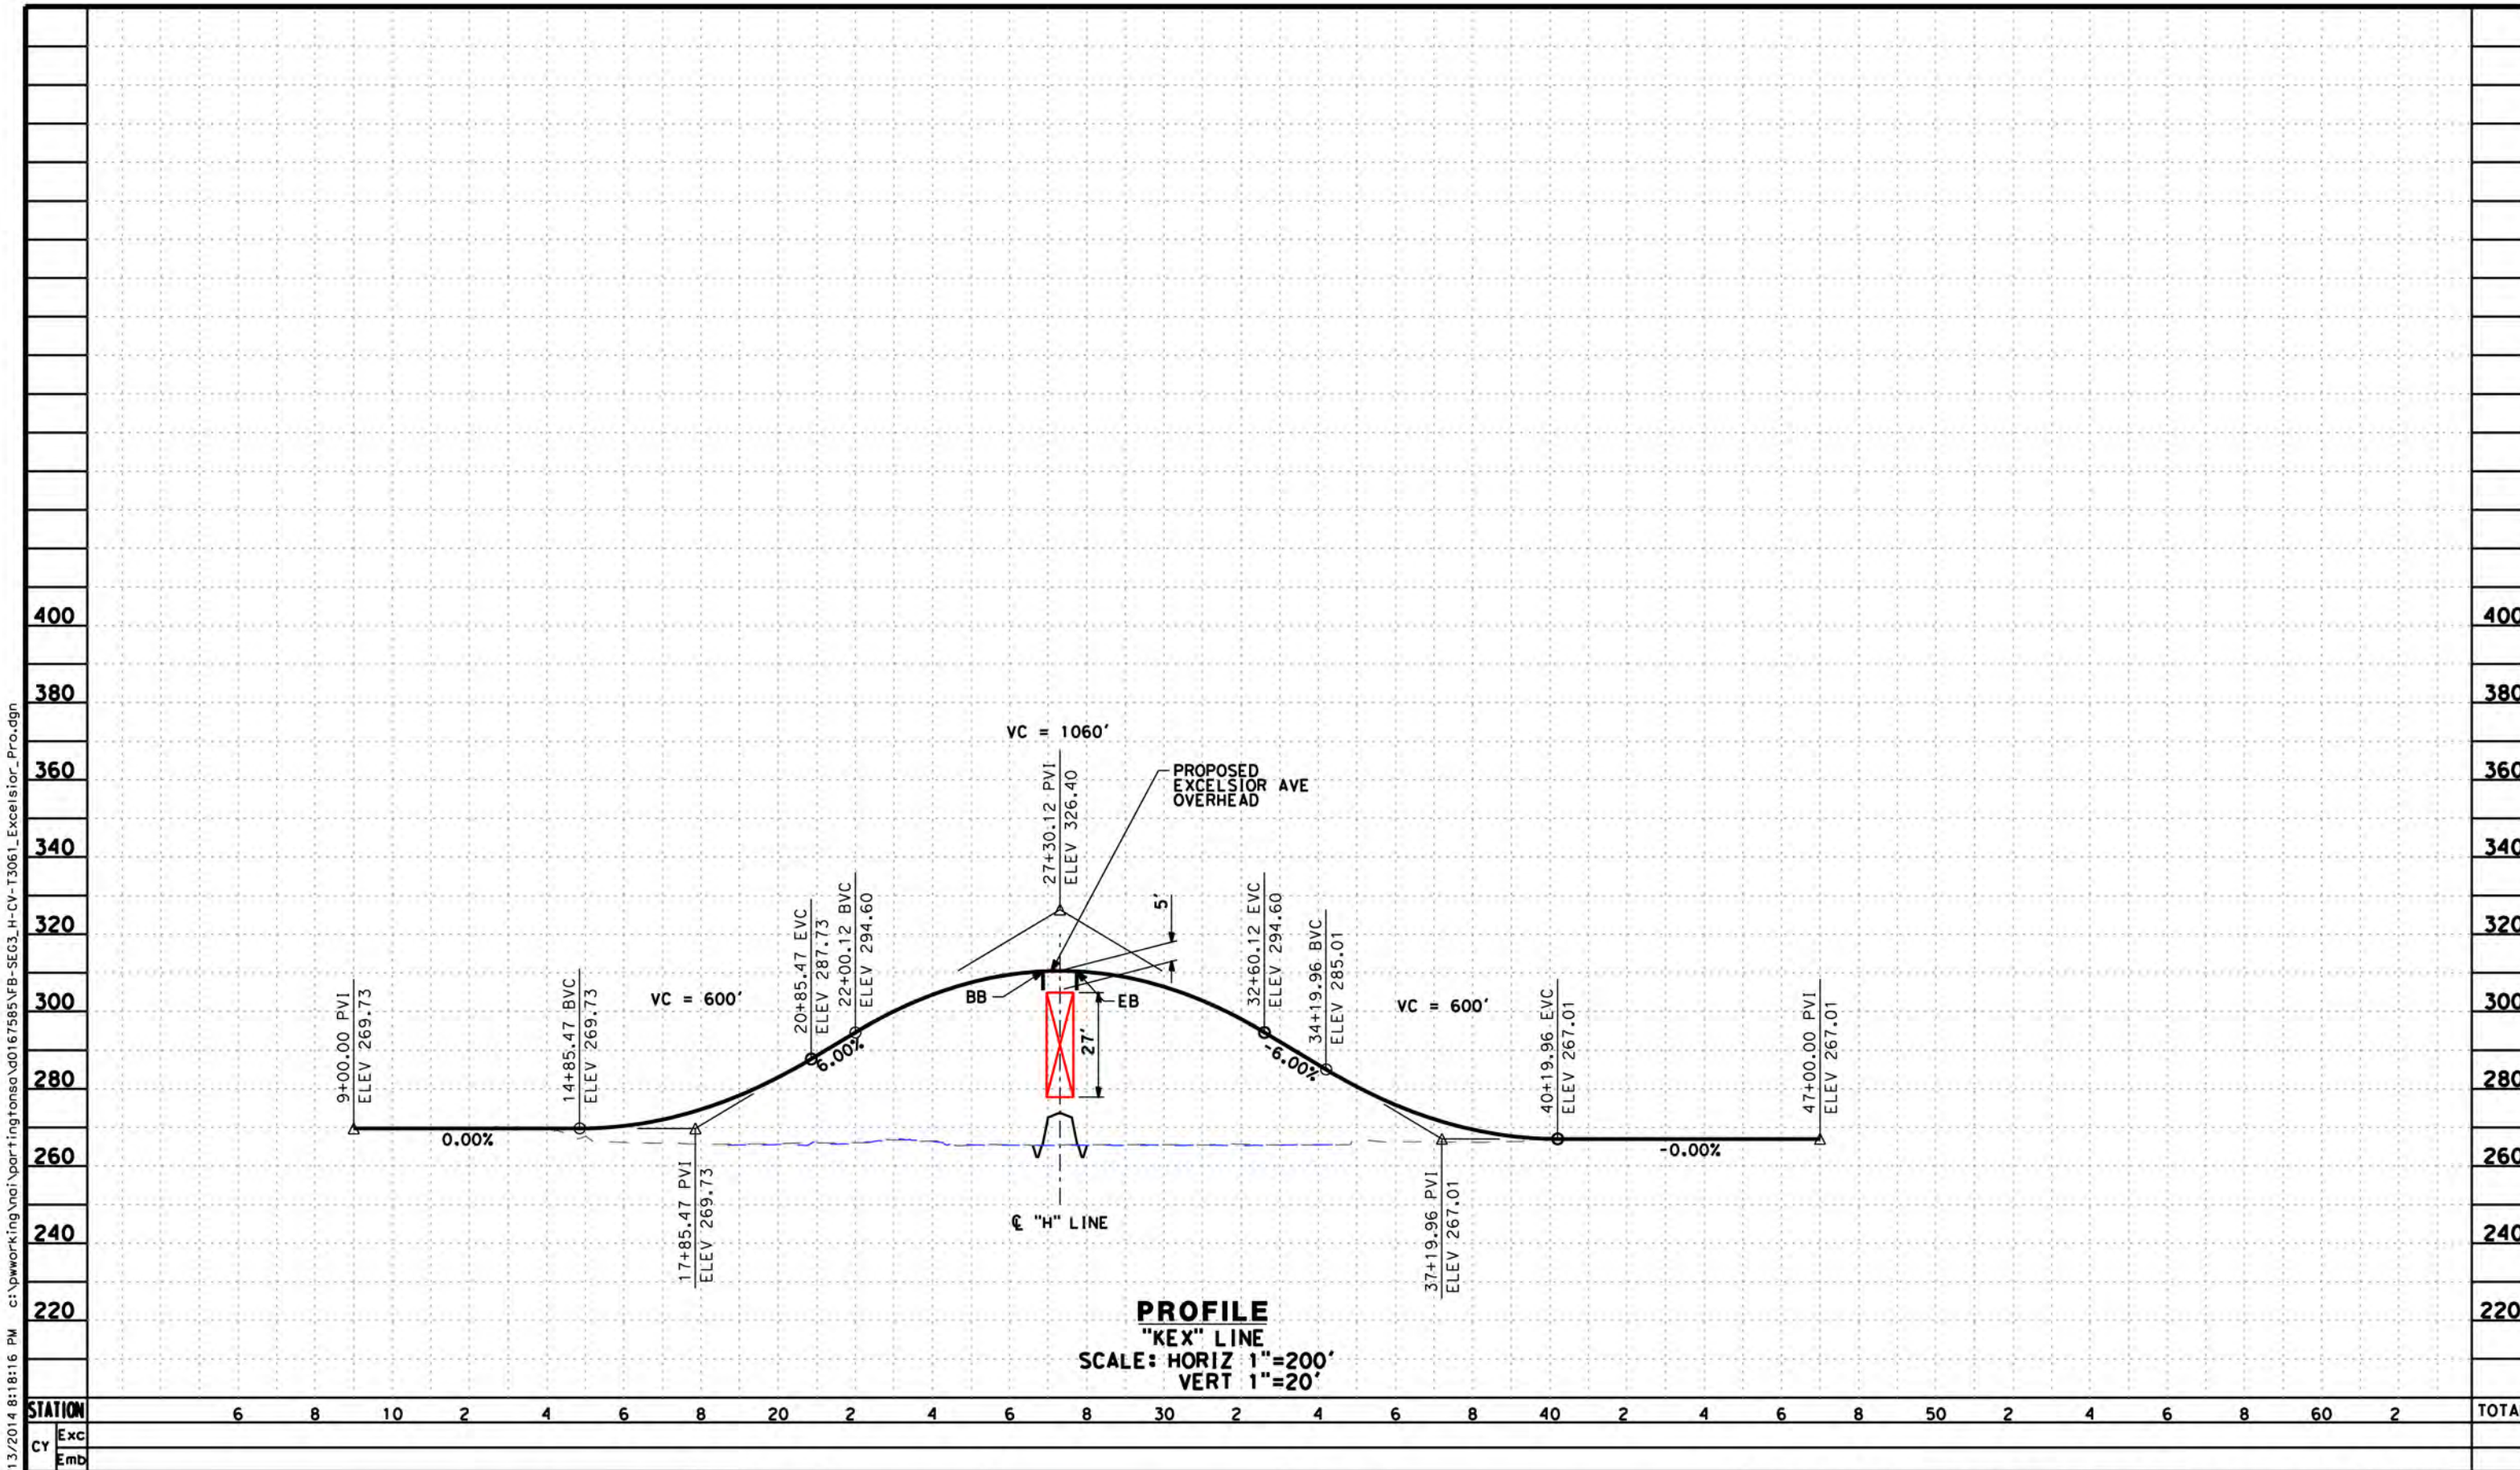 13/2014 8:18:16 PM c:\pwworking\nai\partingtonsa\d0167585\FB-SEG3_H-CV-T3061_Excelsior_Pro.dgn
400
380
360
340
320
300
280
260
240
220
400
380
360
340
320
300
280
260
240
220
VC = 1060'
PROPOSED
EXCELSIOR AVE
OVERHEAD
27+30.12 PVI
ELEV 326.40
5'
9+00.00 PVI
ELEV 269.73
0.00%
14+85.47 BVC
ELEV 269.73
VC = 600'
17+85.47 PVI
ELEV 269.73
20+85.47 EVC
ELEV 287.73
22+00.12 BVC
ELEV 294.60
6.00%
BB
EB
27'
32+60.12 EVC
ELEV 294.60
34+19.96 BVC
ELEV 285.01
-6.00%
VC = 600'
37+19.96 PVI
ELEV 267.01
40+19.96 EVC
ELEV 267.01
-0.00%
47+00.00 PVI
ELEV 267.01
℄ "H" LINE
PROFILE
"KEX" LINE
SCALE: HORIZ 1"=200'
VERT 1"=20'
STATION 6 8 10 2 4 6 8 20 2 4 6 8 30 2 4 6 8 40 2 4 6 8 50 2 4 6 8 60 2 TOTA
CY Exc
Emb